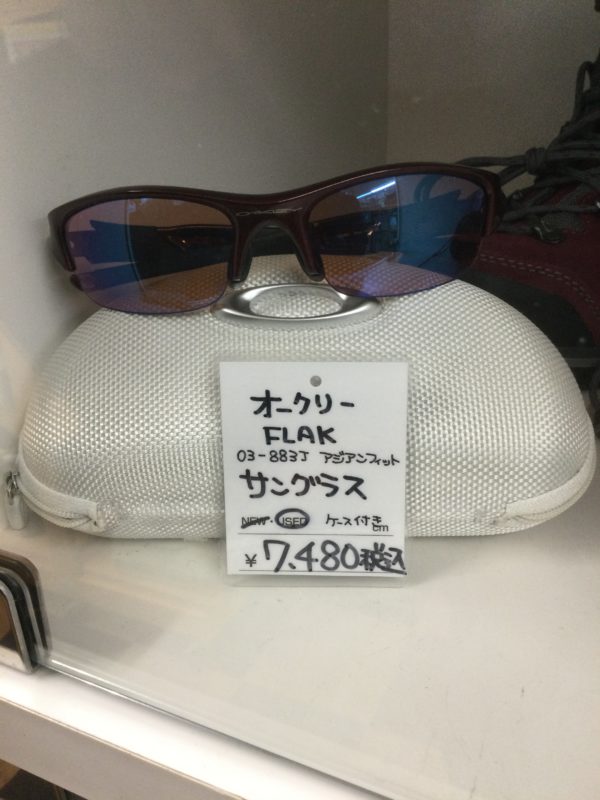 オークリー
FLAK
03-883J アジアンフィット
サングラス
NEW・USED ケース付き cm
¥7,480税込